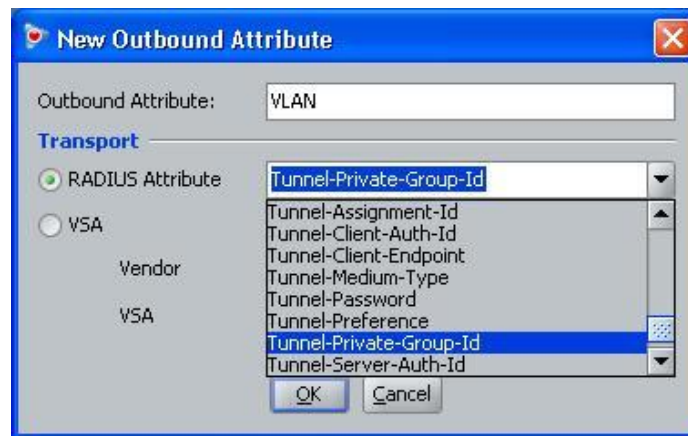 New Outbound Attribute
Outbound Attribute: VLAN
Transport
RADIUS Attribute Tunnel-Private-Group-Id
Tunnel-Assignment-Id
VSA
Tunnel-Client-Auth-Id
Tunnel-Client-Endpoint
Vendor
Tunnel-Medium-Type
Tunnel-Password
VSA
Tunnel-Preference
Tunnel-Private-Group-Id
Tunnel-Server-Auth-Id
OK Cancel